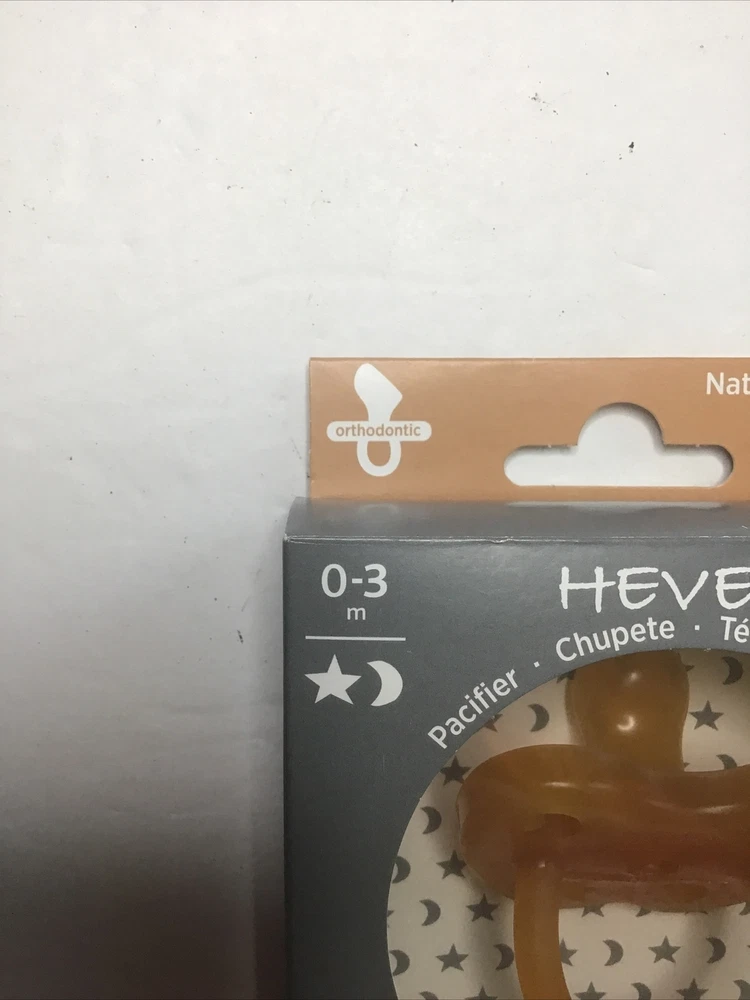 Nat
orthodontic
0-3
m
HEVE
Pacifier · Chupete · Té